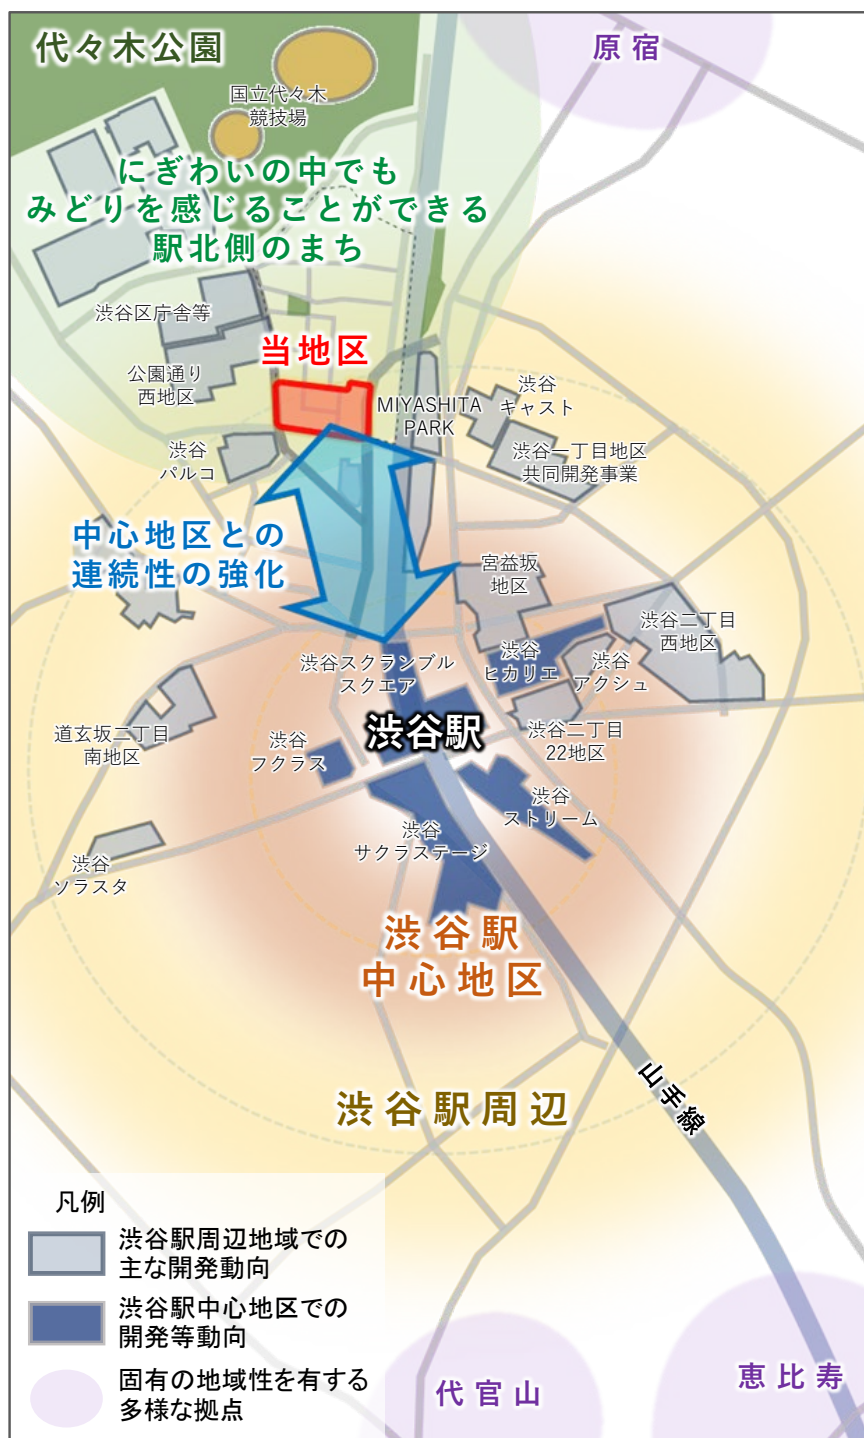 代々木公園
原宿
国立代々木
競技場
にぎわいの中でも
みどりを感じることができる
駅北側のまち
渋谷区庁舎等
公園通り
西地区
当地区
MIYASHITA
PARK
渋谷
キャスト
渋谷一丁目地区
共同開発事業
渋谷
パルコ
中心地区との
連続性の強化
宮益坂
地区
渋谷二丁目
西地区
渋谷
ヒカリエ
渋谷
アクシュ
渋谷スクランブル
スクエア
渋谷駅
渋谷二丁目
22地区
道玄坂二丁目
南地区
渋谷
フクラス
渋谷
ストリーム
渋谷
サクラステージ
渋谷
ソラスタ
渋谷駅
中心地区
渋谷駅周辺
山手線
凡例
渋谷駅周辺地域での
主な開発動向
渋谷駅中心地区での
開発等動向
固有の地域性を有する
多様な拠点
代官山
恵比寿